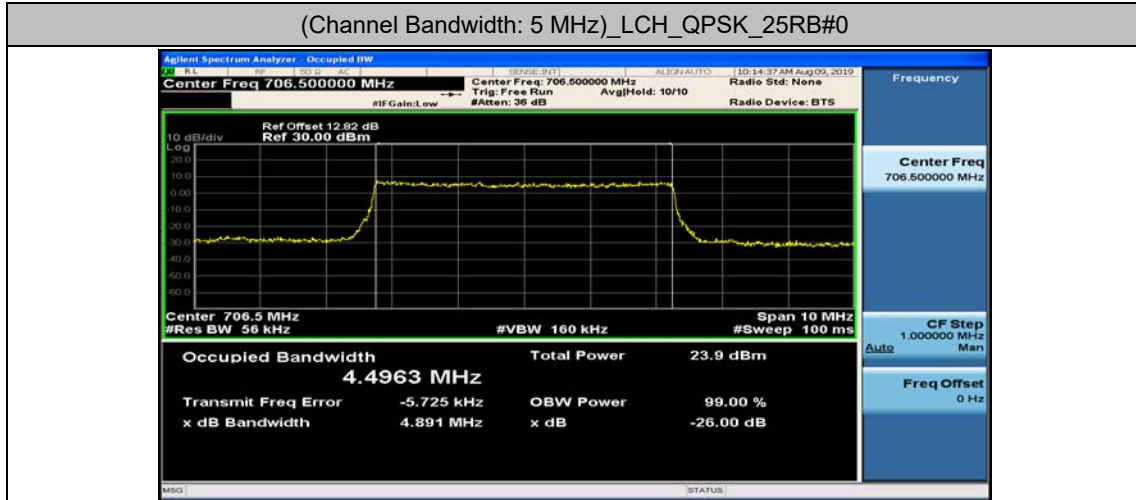 (Channel Bandwidth: 5 MHz)_LCH_QPSK_25RB#0
Agilent Spectrum Analyzer - Occupied BW
RL RF 50 Ω AC SENSE:INT ALIGN AUTO 10:14:37 AM Aug 09, 2019
Center Freq 706.500000 MHz Center Freq: 706.500000 MHz Radio Std: None
Trig: Free Run Avg|Hold: 10/10
#IFGain:Low #Atten: 36 dB Radio Device: BTS
Ref Offset 12.82 dB
10 dB/div Ref 30.00 dBm
Log
20.0
10.0
0.00
-10.0
-20.0
-30.0
-40.0
-50.0
-60.0
Center 706.5 MHz Span 10 MHz
#Res BW 56 kHz #VBW 160 kHz #Sweep 100 ms
Occupied Bandwidth Total Power 23.9 dBm
4.4963 MHz
Transmit Freq Error -5.725 kHz OBW Power 99.00 %
x dB Bandwidth 4.891 MHz x dB -26.00 dB
MSG STATUS
Frequency
Center Freq
706.500000 MHz
CF Step
1.000000 MHz
Auto Man
Freq Offset
0 Hz